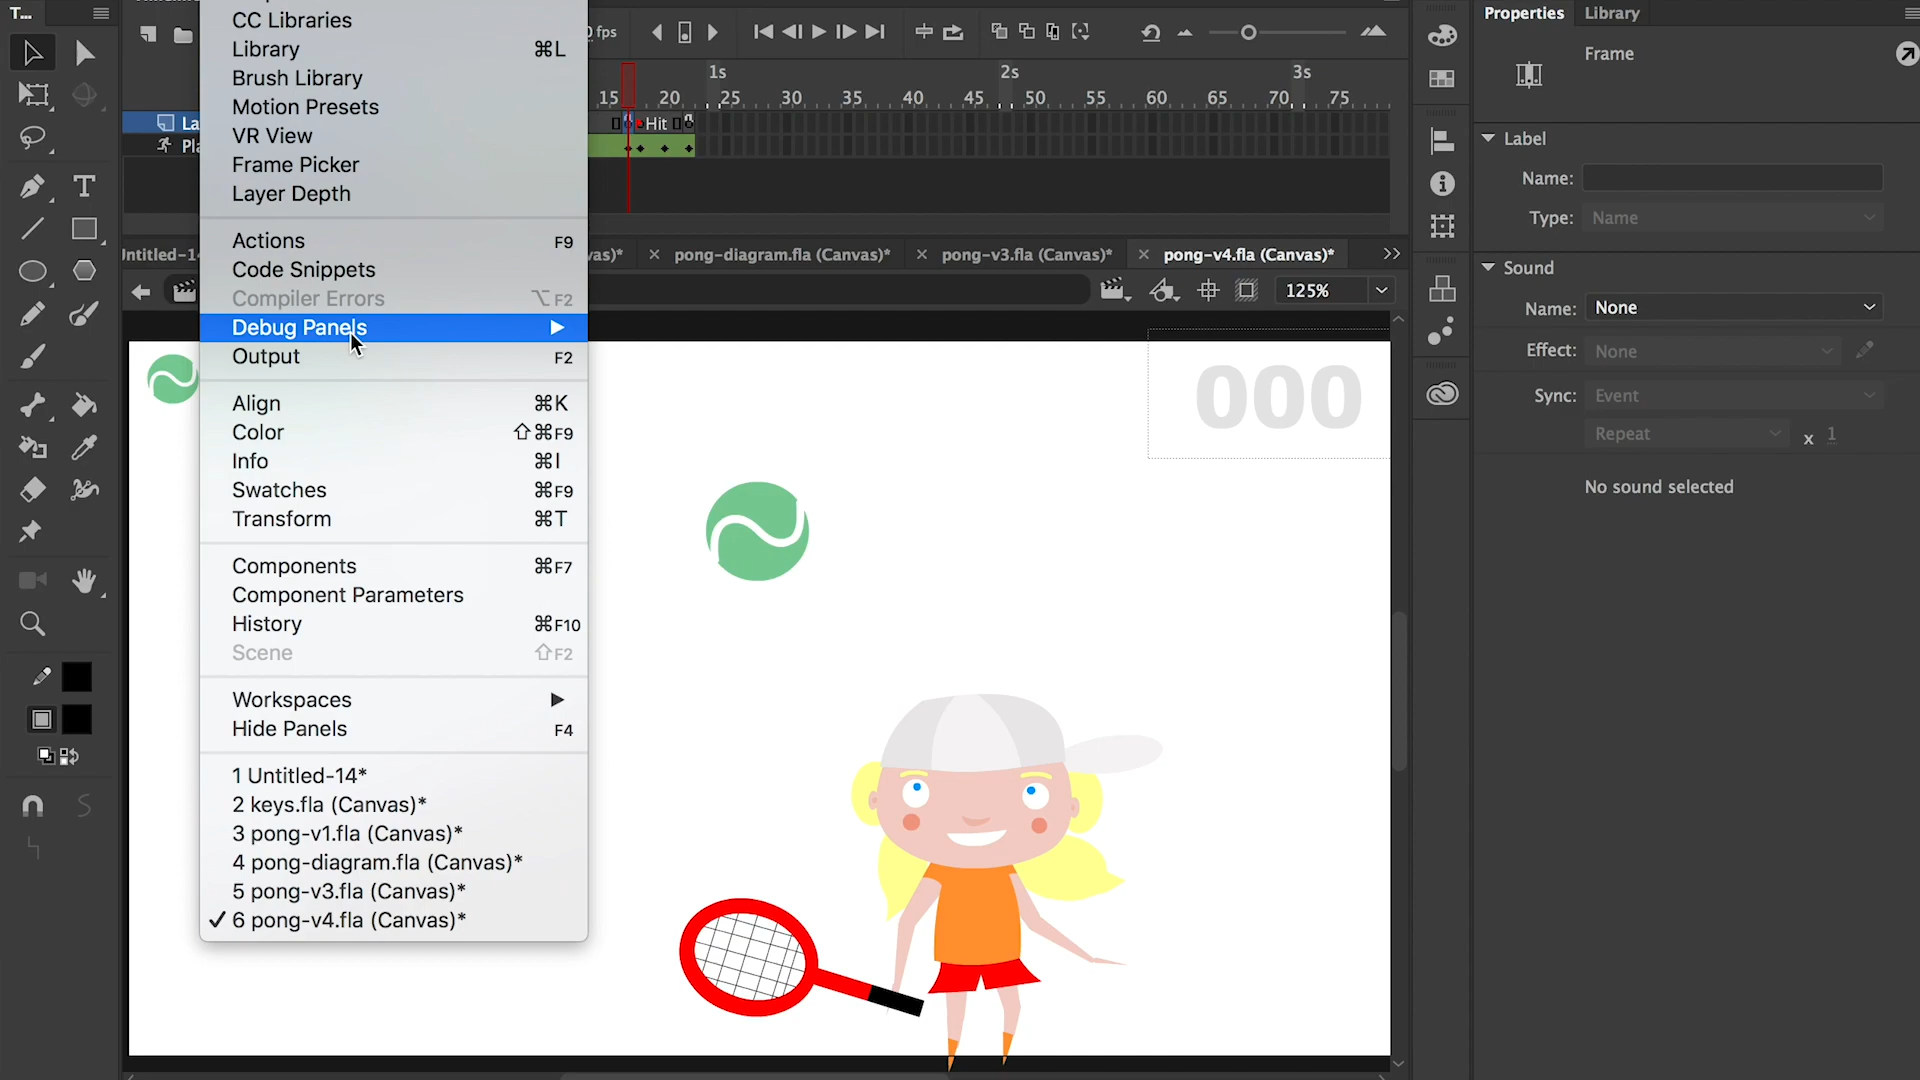 T...
CC Libraries
Library ⌘L
Brush Library
Motion Presets
VR View
Frame Picker
Layer Depth
Actions F9
Code Snippets
Compiler Errors ⌥F2
Debug Panels ▶
Output F2
Align ⌘K
Color ⇧⌘F9
Info ⌘I
Swatches ⌘F9
Transform ⌘T
Components ⌘F7
Component Parameters
History ⌘F10
Scene ⇧F2
Workspaces ▶
Hide Panels F4
1 Untitled-14*
2 keys.fla (Canvas)*
3 pong-v1.fla (Canvas)*
4 pong-diagram.fla (Canvas)*
5 pong-v3.fla (Canvas)*
✓ 6 pong-v4.fla (Canvas)*
fps
1s 2s 3s
15 20 25 30 35 40 45 50 55 60 65 70 75
La
Hit
Pla
pong-diagram.fla (Canvas)*
pong-v3.fla (Canvas)*
pong-v4.fla (Canvas)*
125%
000
Properties Library
Frame
Label
Name:
Type: Name
Sound
Name: None
Effect: None
Sync: Event
Repeat x 1
No sound selected